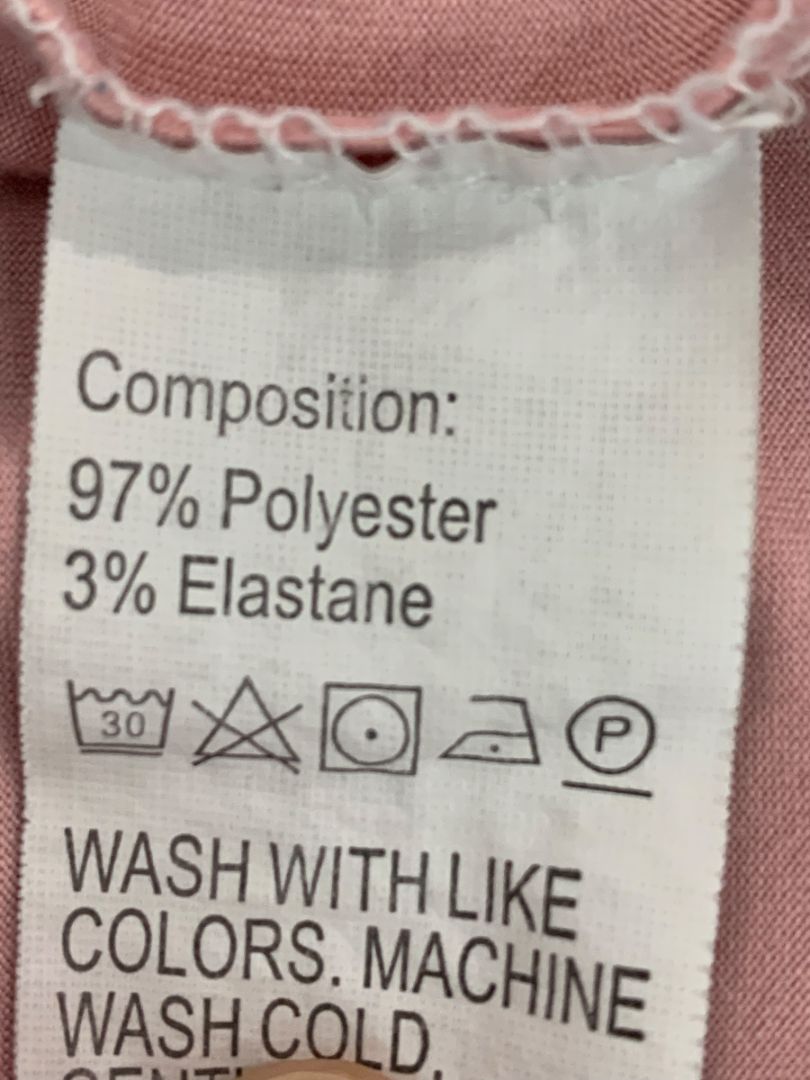 Composition:
97% Polyester
3% Elastane
30
P
WASH WITH LIKE
COLORS. MACHINE
WASH COLD,